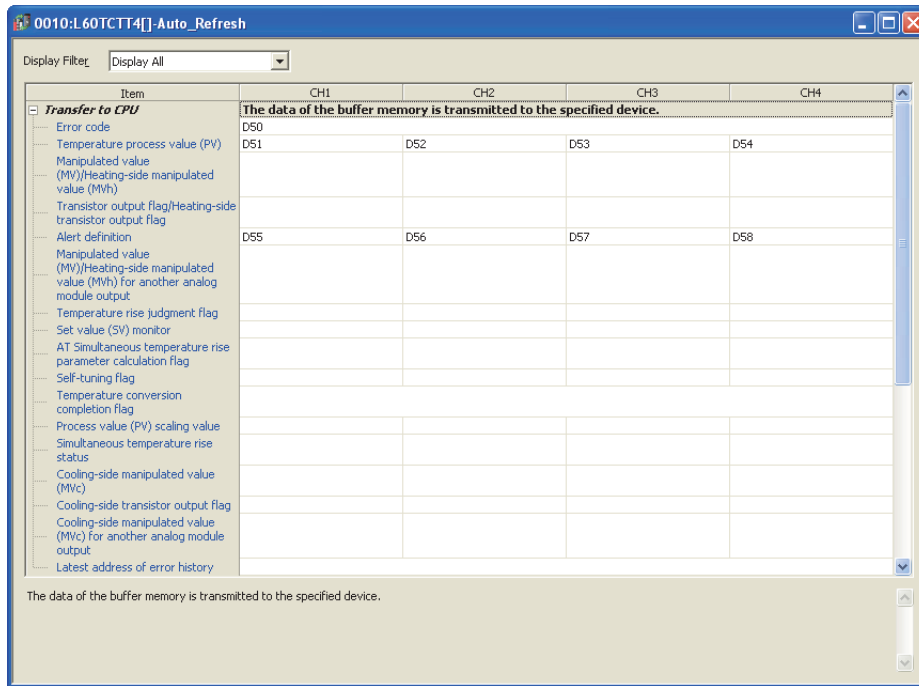 0010:L60TCTT4[]-Auto_Refresh
Display Filter Display All
Item CH1 CH2 CH3 CH4
Transfer to CPU The data of the buffer memory is transmitted to the specified device.
Error code D50
Temperature process value (PV) D51 D52 D53 D54
Manipulated value
(MV)/Heating-side manipulated
value (MVh)
Transistor output flag/Heating-side
transistor output flag
Alert definition D55 D56 D57 D58
Manipulated value
(MV)/Heating-side manipulated
value (MVh) for another analog
module output
Temperature rise judgment flag
Set value (SV) monitor
AT Simultaneous temperature rise
parameter calculation flag
Self-tuning flag
Temperature conversion
completion flag
Process value (PV) scaling value
Simultaneous temperature rise
status
Cooling-side manipulated value
(MVc)
Cooling-side transistor output flag
Cooling-side manipulated value
(MVc) for another analog module
output
Latest address of error history
The data of the buffer memory is transmitted to the specified device.